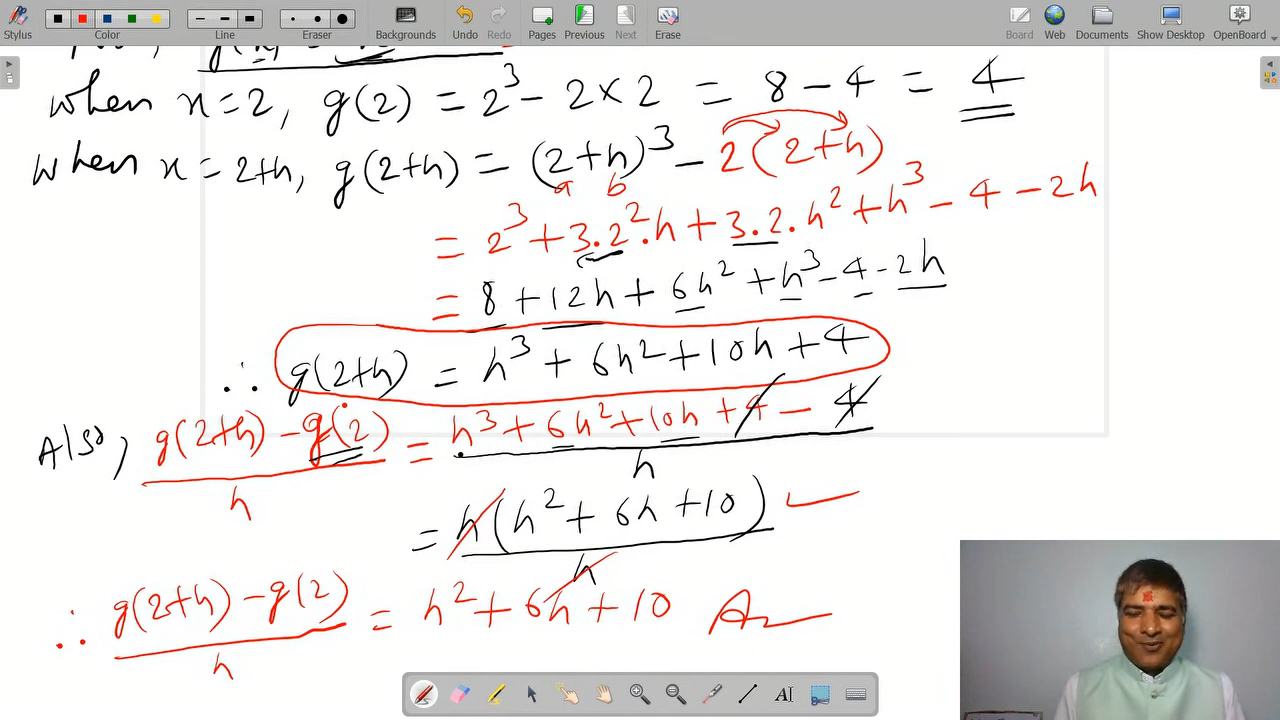 Stylus Color Line Eraser Backgrounds Undo Redo Pages Previous Next Erase Board Web Documents Show Desktop OpenBoard
when x=2, g(2) = 2³ - 2×2 = 8 - 4 = 4
when x=2+h, g(2+h) = (2+h)³ - 2(2+h)
a b
= 2³ + 3.2².h + 3.2.h² + h³ - 4 - 2h
= 8 + 12h + 6h² + h³ - 4 - 2h
∴ g(2+h) = h³ + 6h² + 10h + 4
Also, g(2+h) - g(2) = h³ + 6h² + 10h + 4 - 4
h h
= h(h² + 6h + 10)
h
∴ g(2+h) - g(2) = h² + 6h + 10 An
h
AI